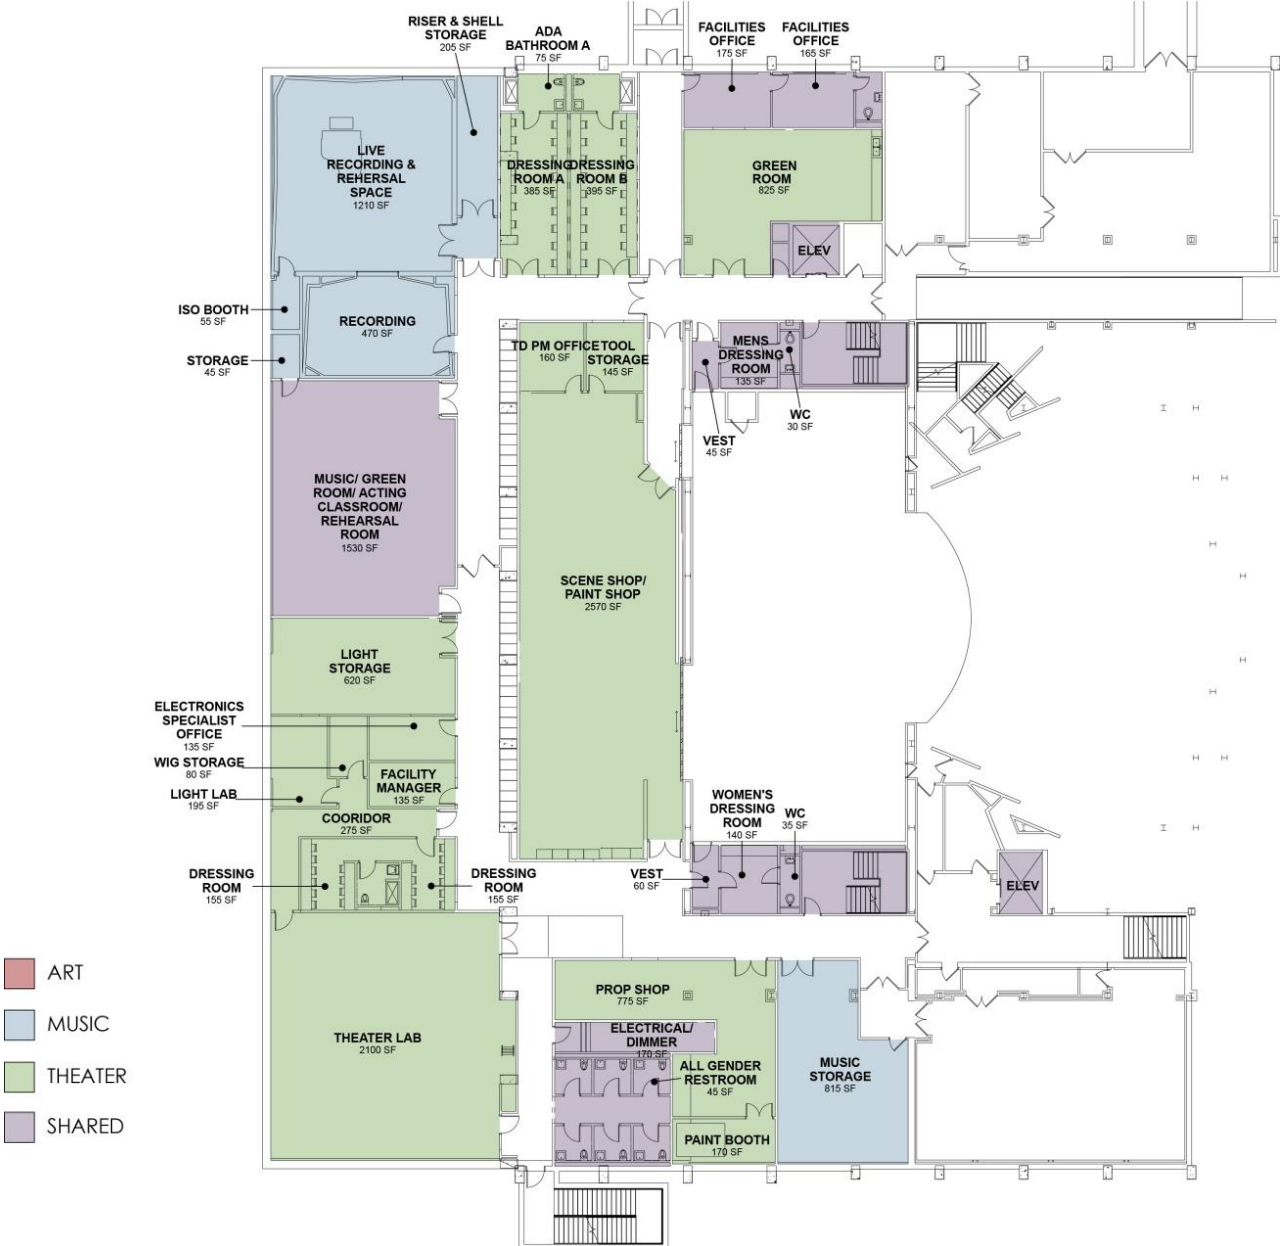 RISER & SHELL
STORAGE
205 SF
ADA
BATHROOM A
75 SF
FACILITIES
OFFICE
175 SF
FACILITIES
OFFICE
165 SF
LIVE
RECORDING &
REHERSAL
SPACE
1210 SF
DRESSING
ROOM A
385 SF
DRESSING
ROOM B
395 SF
GREEN
ROOM
825 SF
ELEV
ISO BOOTH
55 SF
RECORDING
470 SF
STORAGE
45 SF
TD PM OFFICE
160 SF
TOOL
STORAGE
145 SF
MENS
DRESSING
ROOM
135 SF
WC
30 SF
VEST
45 SF
MUSIC/ GREEN
ROOM/ ACTING
CLASSROOM/
REHEARSAL
ROOM
1530 SF
SCENE SHOP/
PAINT SHOP
2570 SF
LIGHT
STORAGE
620 SF
ELECTRONICS
SPECIALIST
OFFICE
135 SF
WIG STORAGE
80 SF
FACILITY
MANAGER
135 SF
LIGHT LAB
195 SF
COORIDOR
275 SF
WOMEN'S
DRESSING
ROOM
140 SF
WC
35 SF
DRESSING
ROOM
155 SF
DRESSING
ROOM
155 SF
VEST
60 SF
ELEV
ART
MUSIC
THEATER
SHARED
THEATER LAB
2100 SF
PROP SHOP
775 SF
ELECTRICAL/
DIMMER
170 SF
ALL GENDER
RESTROOM
45 SF
MUSIC
STORAGE
815 SF
PAINT BOOTH
170 SF